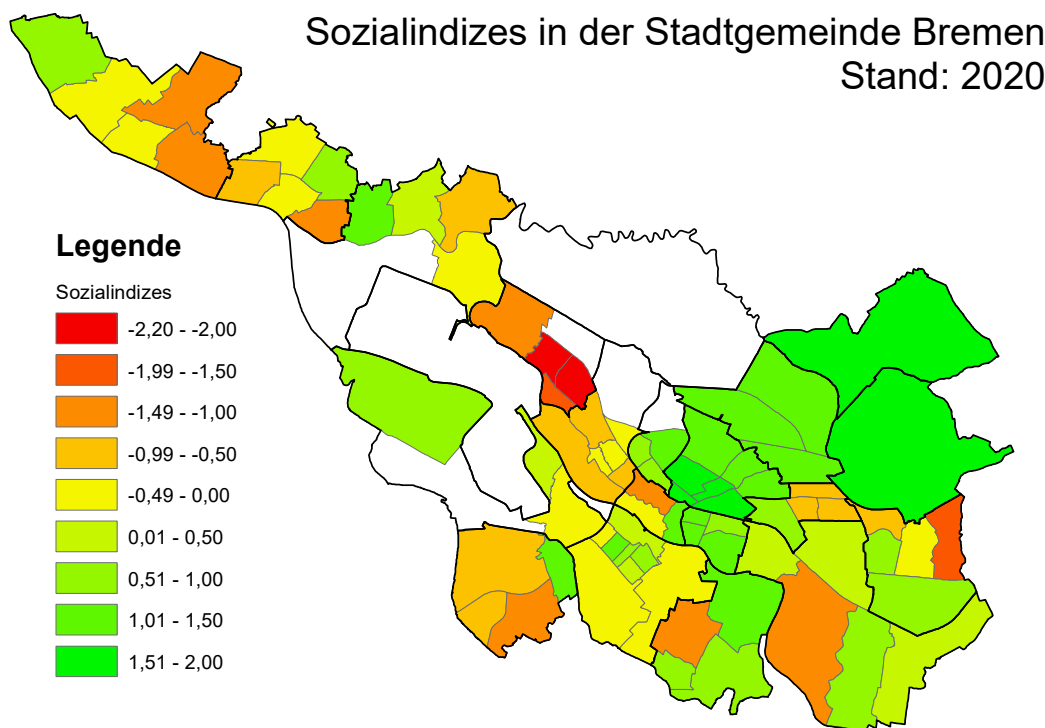 Sozialindizes in der Stadtgemeinde Bremen
Stand: 2020
Legende
Sozialindizes
-2,20 - -2,00
-1,99 - -1,50
-1,49 - -1,00
-0,99 - -0,50
-0,49 - 0,00
0,01 - 0,50
0,51 - 1,00
1,01 - 1,50
1,51 - 2,00